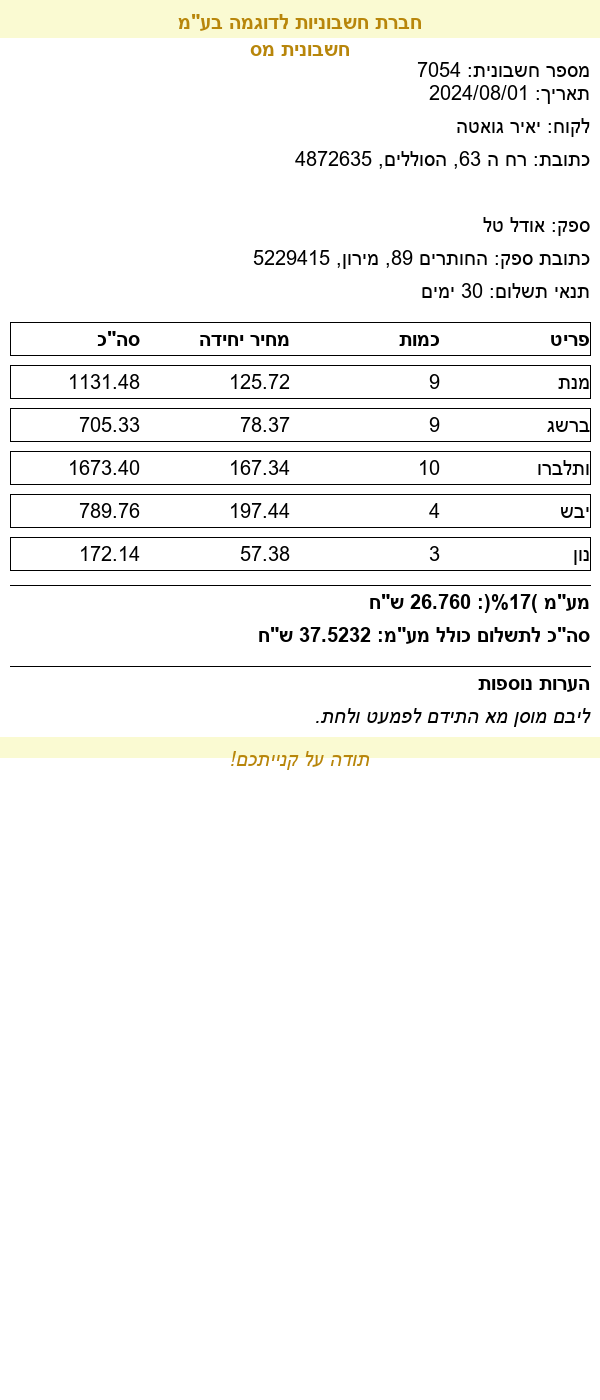 חברת חשבוניות לדוגמה בע"מ
חשבונית מס
מספר חשבונית: 7054
תאריך: 2024/08/01
לקוח: יאיר גואטה
כתובת: רח ה 63, הסוללים, 4872635
ספק: אודל טל
כתובת ספק: החותרים 89, מירון, 5229415
תנאי תשלום: 30 ימים
פריט כמות מחיר יחידה סה"כ
מנת 9 125.72 1131.48
ברשג 9 78.37 705.33
ותלברו 10 167.34 1673.40
יבש 4 197.44 789.76
נון 3 57.38 172.14
מע"מ )17%(: 26.760 ש"ח
סה"כ לתשלום כולל מע"מ: 37.5232 ש"ח
הערות נוספות
ליבם מוסן מא התידם לפמעט ולחת.
תודה על קנייתכם!